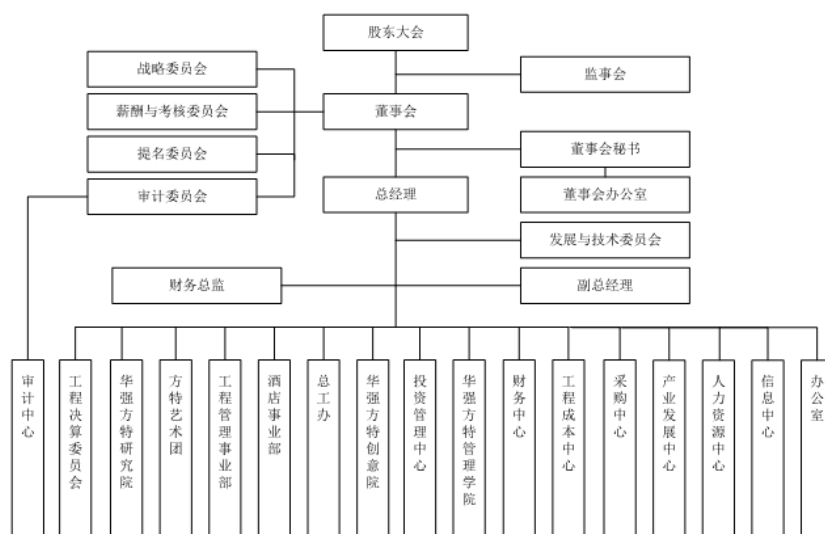 股东大会
战略委员会
监事会
薪酬与考核委员会
董事会
提名委员会
董事会秘书
审计委员会
总经理
董事会办公室
发展与技术委员会
财务总监
副总经理
审计中心
工程决算委员会
华强方特研究院
方特艺术团
工程管理事业部
酒店事业部
总工办
华强方特创意院
投资管理中心
华强方特管理学院
财务中心
工程成本中心
采购中心
产业发展中心
人力资源中心
信息中心
办公室